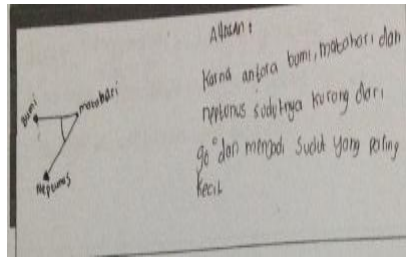 Alasan :
bumi
matahari
Neptunus
Karna antara bumi, matahari dan
neptunus sudutnya kurang dari
90° dan menjadi sudut yang paling
kecil